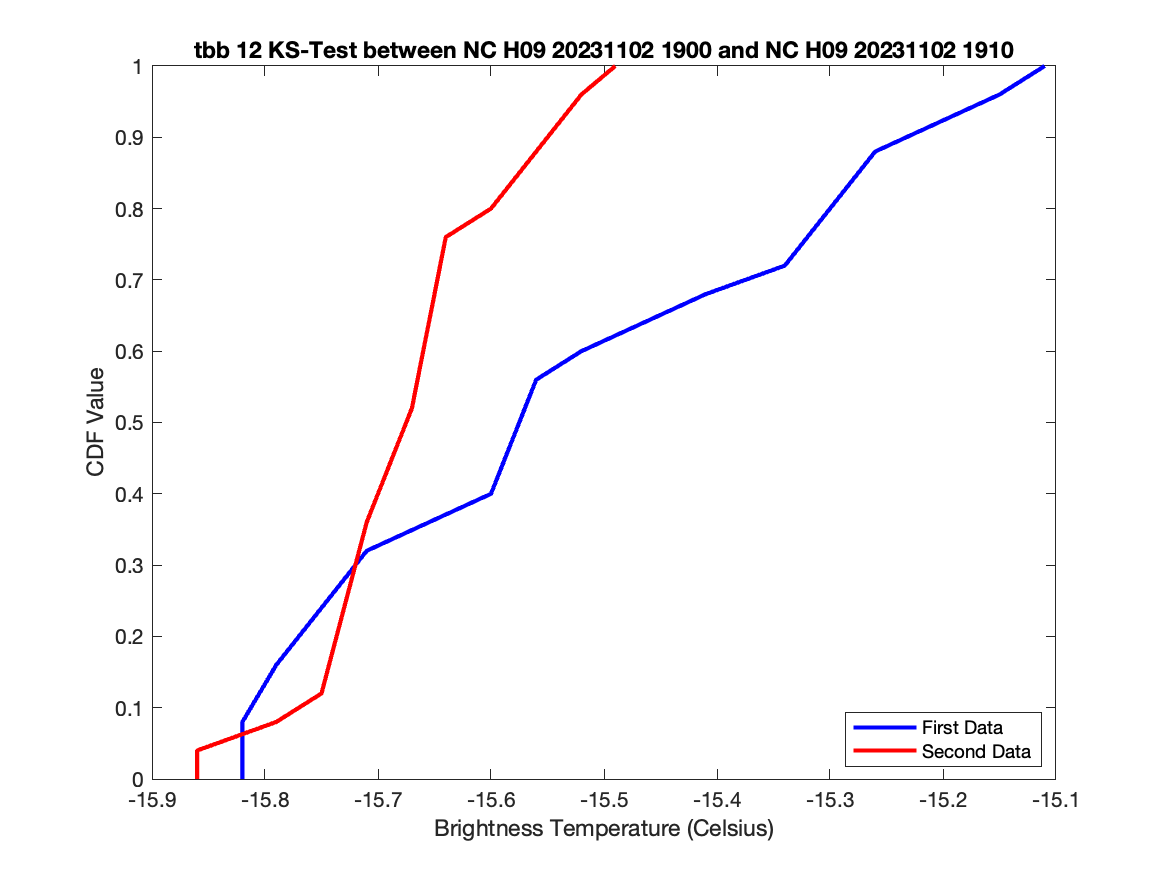 tbb 12 KS-Test between NC H09 20231102 1900 and NC H09 20231102 1910
1
0.9
0.8
0.7
0.6
0.5
0.4
0.3
0.2
0.1
0
CDF Value
First Data
Second Data
-15.9 -15.8 -15.7 -15.6 -15.5 -15.4 -15.3 -15.2 -15.1
Brightness Temperature (Celsius)